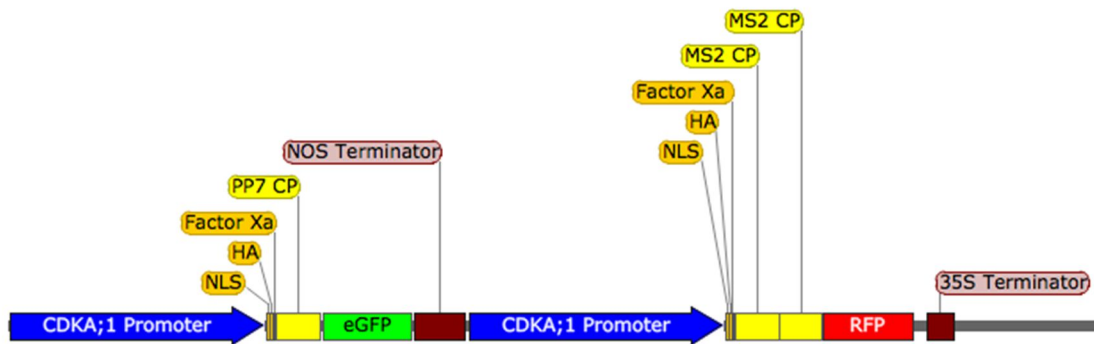 MS2 CP
MS2 CP
Factor Xa
HA
NLS
NOS Terminator
PP7 CP
Factor Xa
HA
NLS
35S Terminator
CDKA;1 Promoter
eGFP
CDKA;1 Promoter
RFP